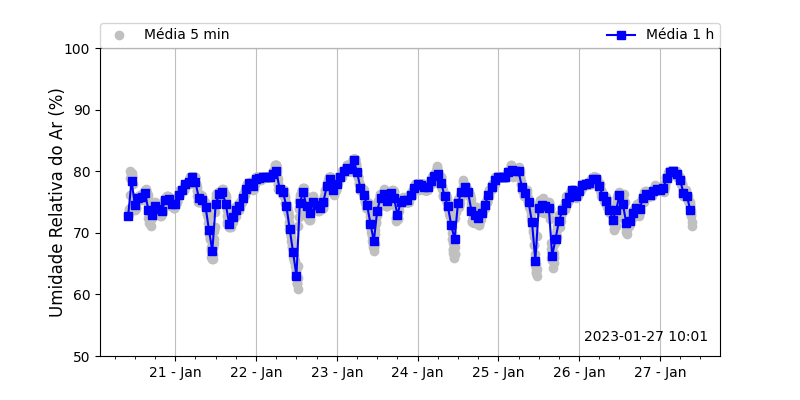 Média 5 min Média 1 h
Umidade Relativa do Ar (%)
100
90
80
70
60
50
2023-01-27 10:01
21 - Jan 22 - Jan 23 - Jan 24 - Jan 25 - Jan 26 - Jan 27 - Jan